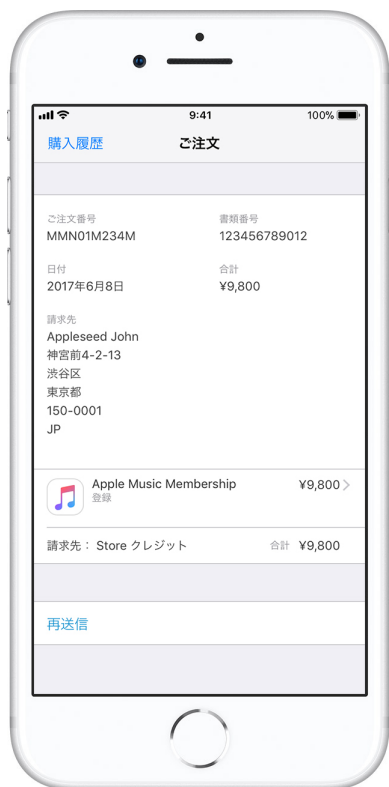 9:41
100%
購入履歴
ご注文
ご注文番号
MMN01M234M
書類番号
123456789012
日付
2017年6月8日
合計
¥9,800
請求先
Appleseed John
神宮前4-2-13
渋谷区
東京都
150-0001
JP
Apple Music Membership ¥9,800
登録
請求先： Store クレジット 合計 ¥9,800
再送信